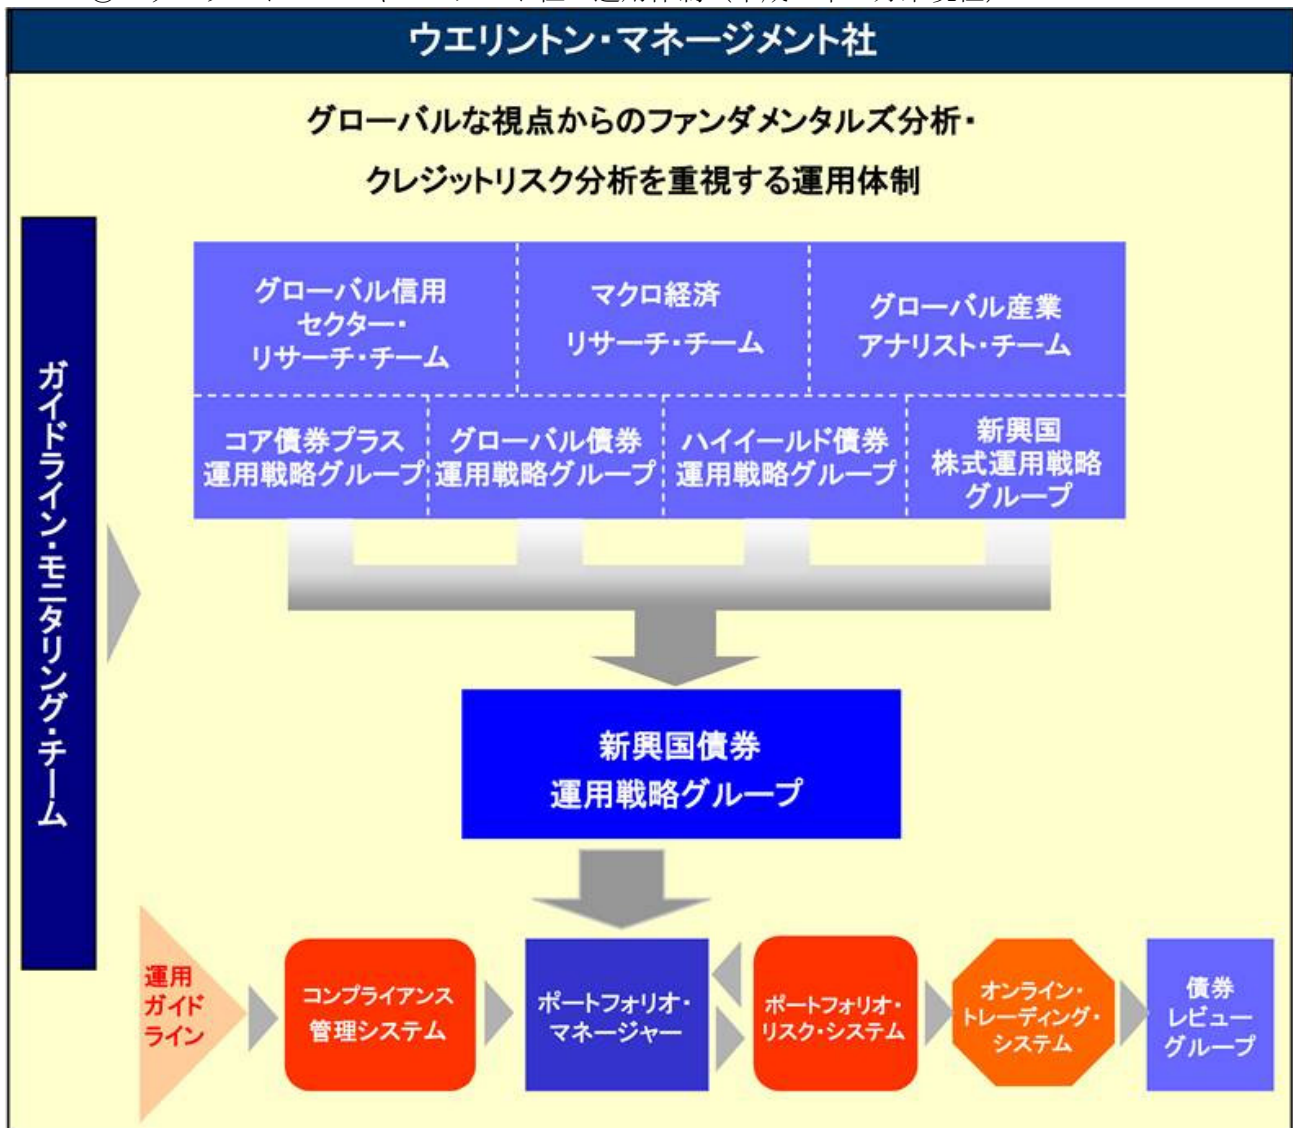 ウエリントン・マネージメント社
グローバルな視点からのファンダメンタルズ分析・
クレジットリスク分析を重視する運用体制
ガイドライン・モニタリング・チーム
グローバル信用
セクター・
リサーチ・チーム
マクロ経済
リサーチ・チーム
グローバル産業
アナリスト・チーム
コア債券プラス
運用戦略グループ
グローバル債券
運用戦略グループ
ハイイールド債券
運用戦略グループ
新興国
株式運用戦略
グループ
新興国債券
運用戦略グループ
運用
ガイド
ライン
コンプライアンス
管理システム
ポートフォリオ・
マネージャー
ポートフォリオ・
リスク・システム
オンライン・
トレーディング・
システム
債券
レビュー
グループ